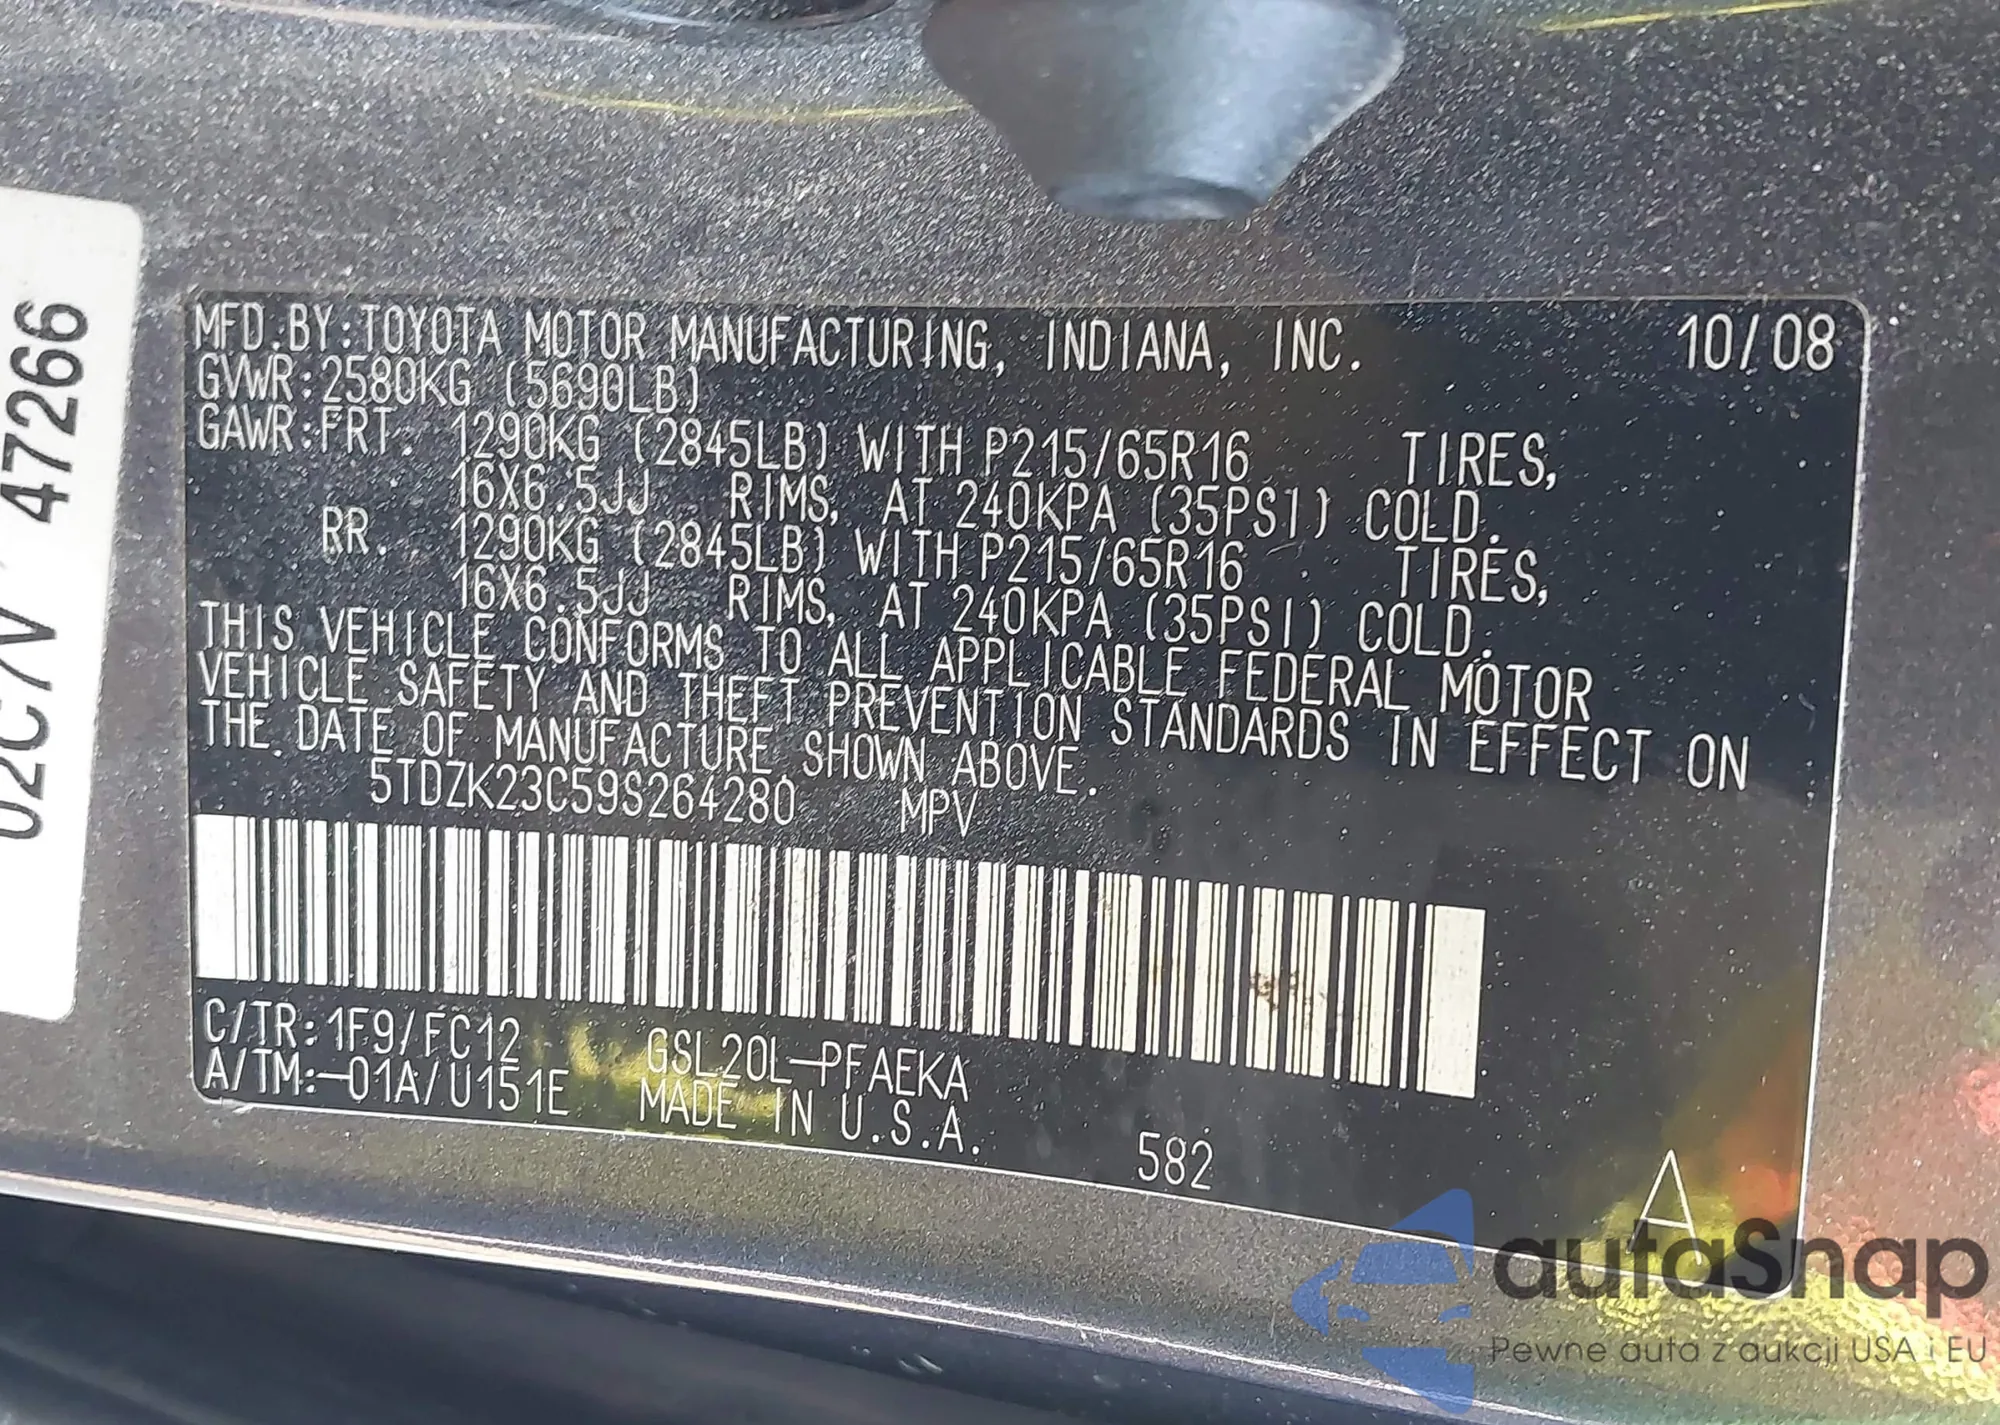 MFD.BY:TOYOTA MOTOR MANUFACTURING, INDIANA, INC. 10/08
GVWR:2580KG (5690LB)
GAWR:FRT. 1290KG (2845LB) WITH P215/65R16 TIRES,
16X6.5JJ RIMS, AT 240KPA (35PSI) COLD.
RR. 1290KG (2845LB) WITH P215/65R16 TIRES,
16X6.5JJ RIMS, AT 240KPA (35PSI) COLD.
THIS VEHICLE CONFORMS TO ALL APPLICABLE FEDERAL MOTOR
VEHICLE SAFETY AND THEFT PREVENTION STANDARDS IN EFFECT ON
THE DATE OF MANUFACTURE SHOWN ABOVE.
5TDZK23C59S264280 MPV
C/TR:1F9/FC12 GSL20L-PFAEKA
A/TM:-01A/U151E MADE IN U.S.A.
582
A
47266
autaSnap
Pewne auta z aukcji USA i EU